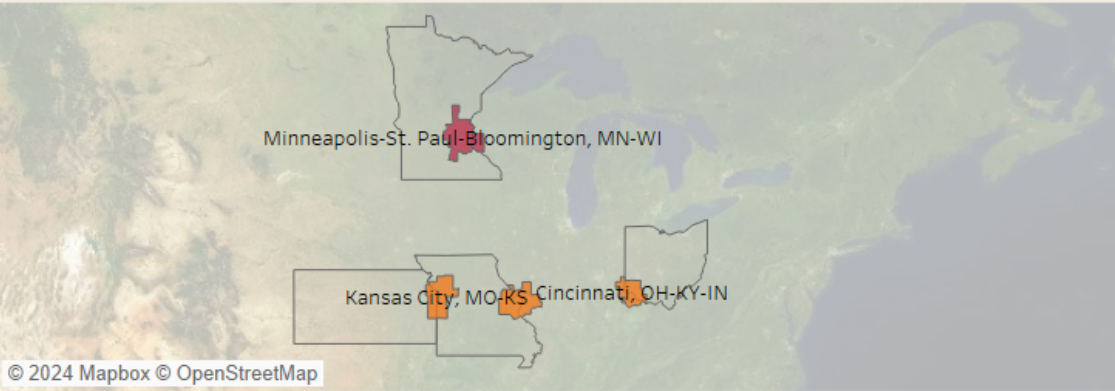 Minneapolis-St. Paul-Bloomington, MN-WI
Kansas City, MO-KS
Cincinnati, OH-KY-IN
© 2024 Mapbox © OpenStreetMap